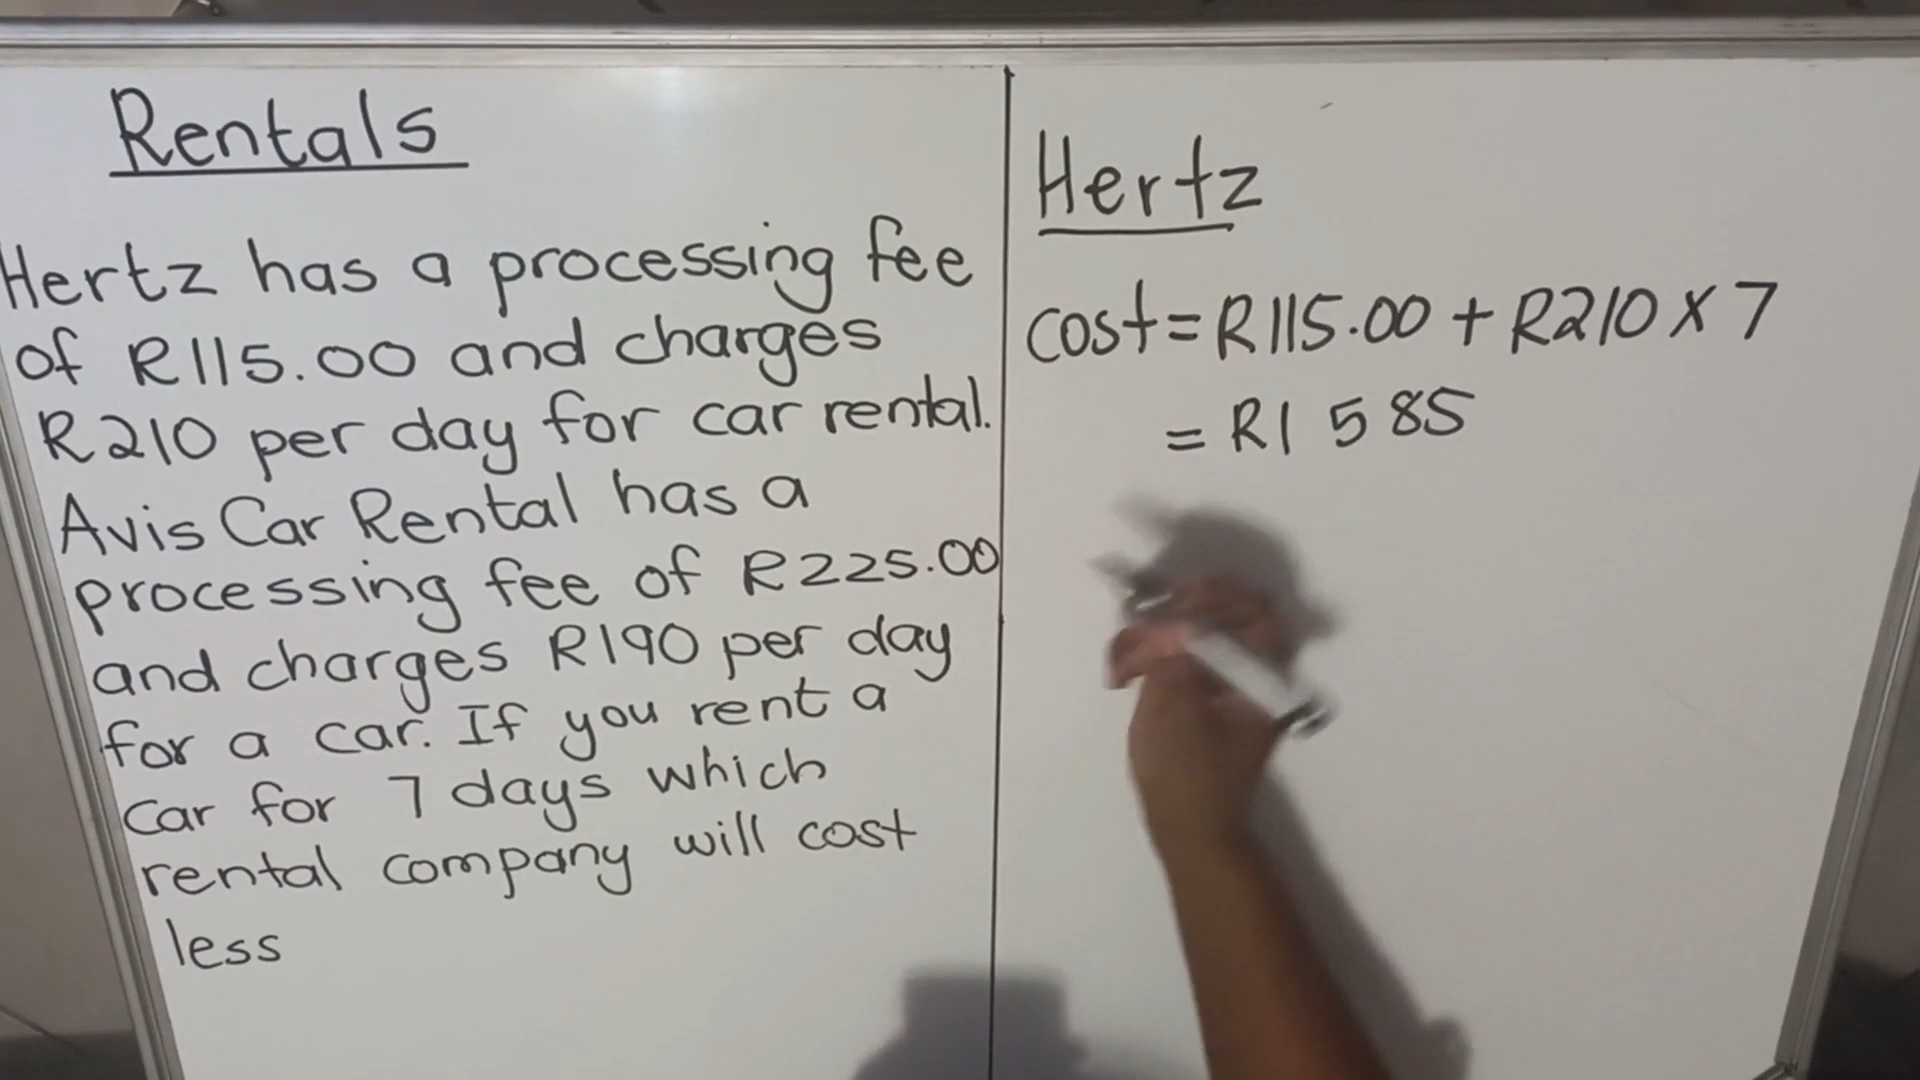 Rentals
Hertz has a processing fee
of R115.00 and charges
R210 per day for car rental.
Avis Car Rental has a
processing fee of R225.00
and charges R190 per day
for a car. If you rent a
car for 7 days which
rental company will cost
less
Hertz
cost = R115.00 + R210 x 7
= R1 585